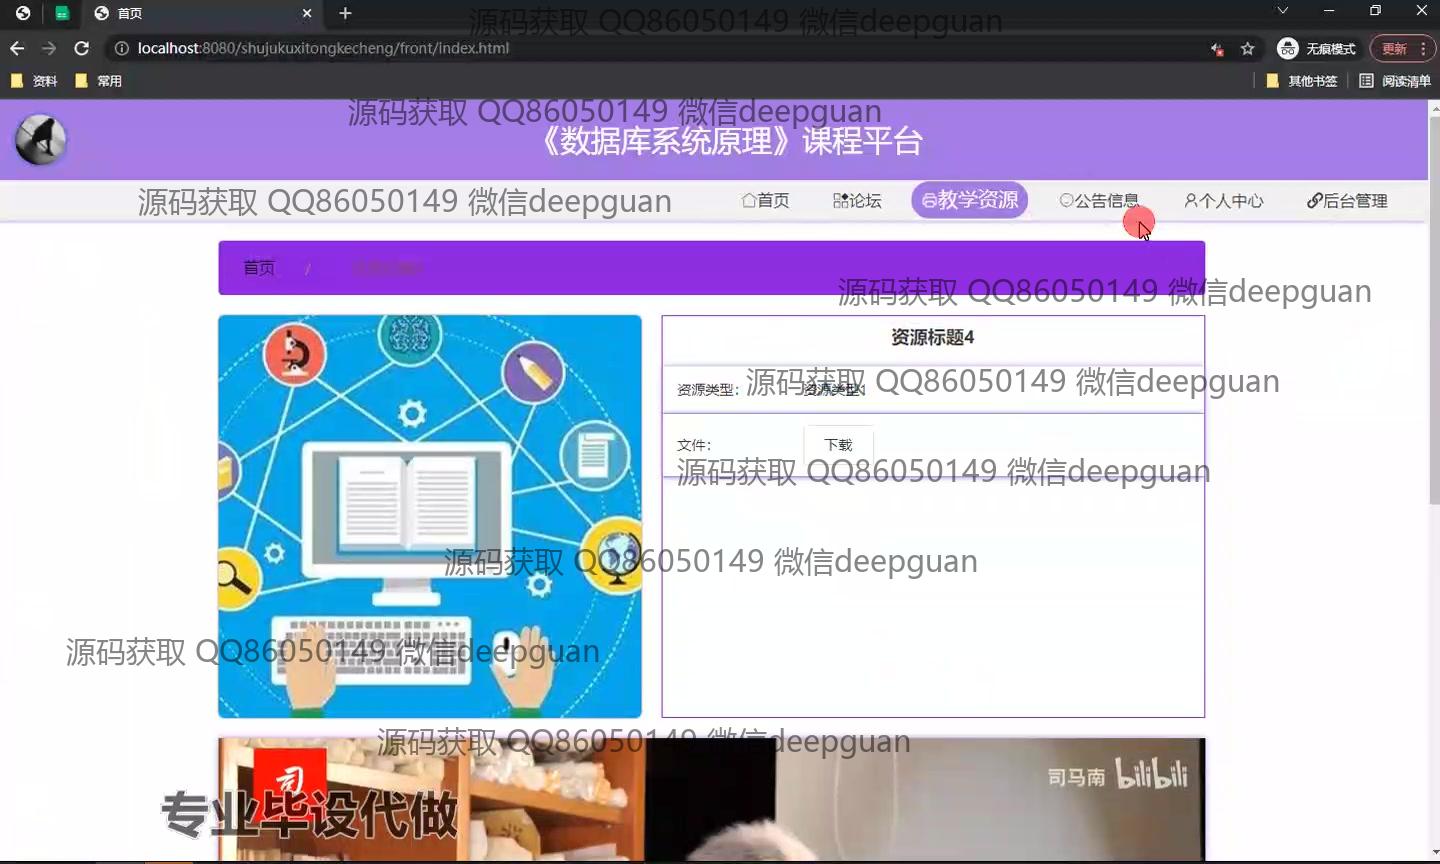 首页
源码获取 QQ86050149 微信deepguan
localhost:8080/shujukuxitongkecheng/front/index.html
无痕模式
更新
资料
常用
其他书签
阅读清单
源码获取 QQ86050149 微信deepguan
《数据库系统原理》课程平台
源码获取 QQ86050149 微信deepguan
首页
论坛
教学资源
公告信息
个人中心
后台管理
首页 /
源码获取 QQ86050149 微信deepguan
资源标题4
资源类型:
资源类型1
源码获取 QQ86050149 微信deepguan
文件:
下载
源码获取 QQ86050149 微信deepguan
源码获取 QQ86050149 微信deepguan
源码获取 QQ86050149 微信deepguan
源码获取 QQ86050149 微信deepguan
司
司马南 bilibili
专业毕设代做